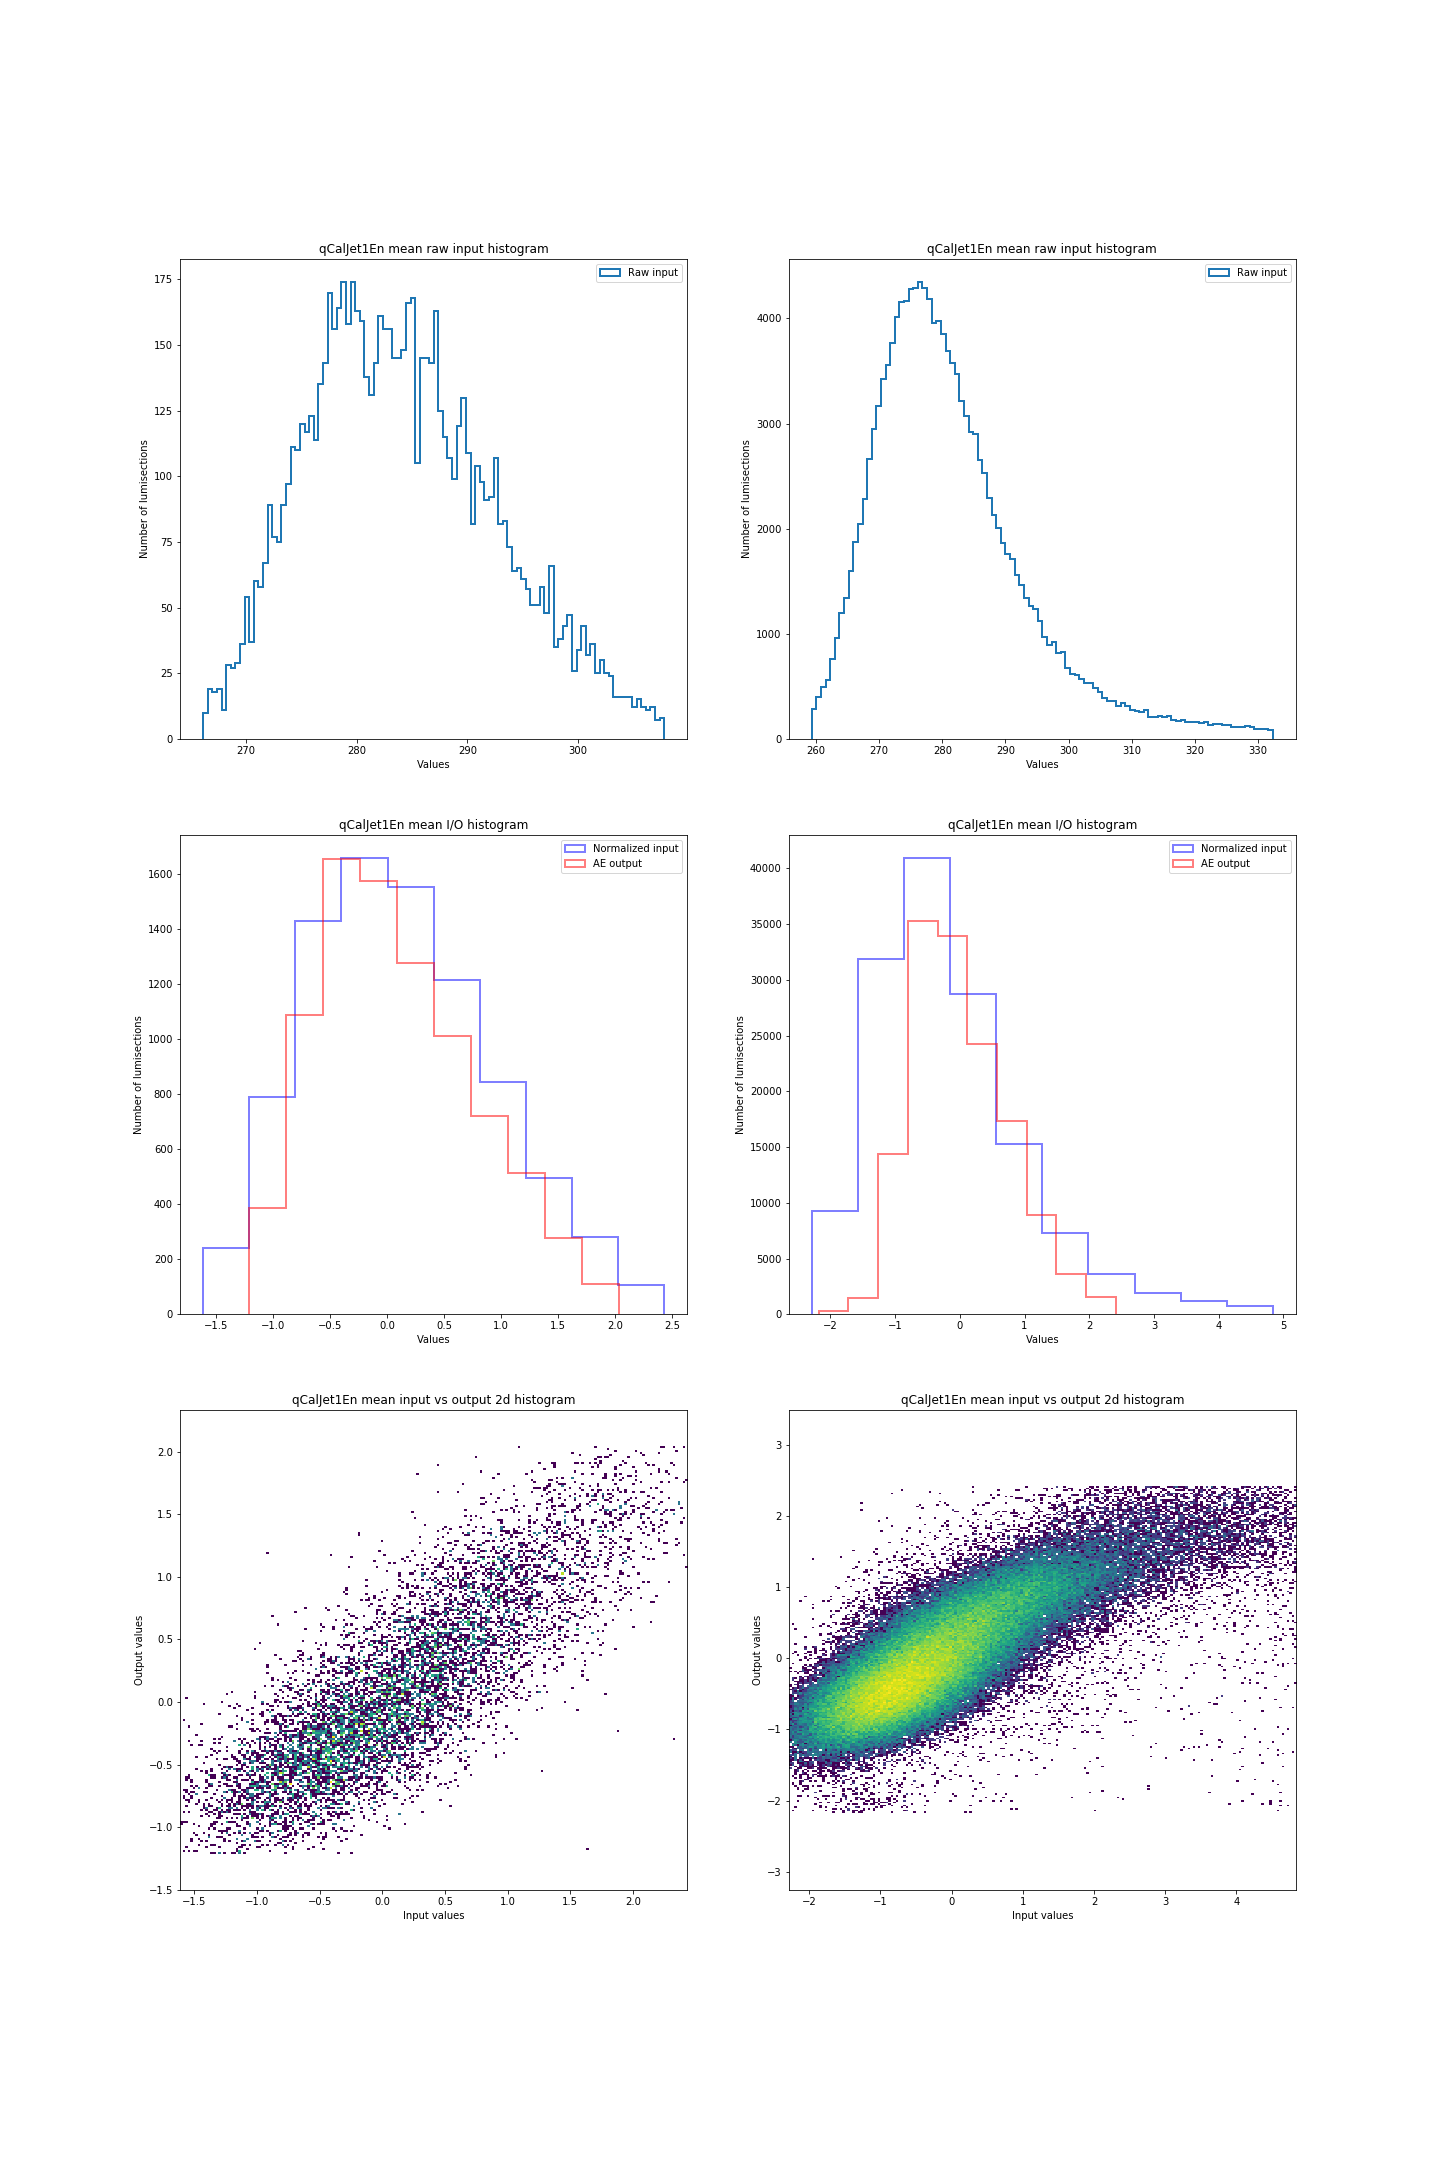 qCalJet1En mean raw input histogram
Raw input
175
150
125
100
75
50
25
0
Number of lumisections
270 280 290 300
Values
qCalJet1En mean raw input histogram
Raw input
4000
3000
2000
1000
0
Number of lumisections
260 270 280 290 300 310 320 330
Values
qCalJet1En mean I/O histogram
Normalized input
AE output
1600
1400
1200
1000
800
600
400
200
0
Number of lumisections
−1.5 −1.0 −0.5 0.0 0.5 1.0 1.5 2.0 2.5
Values
qCalJet1En mean I/O histogram
Normalized input
AE output
40000
35000
30000
25000
20000
15000
10000
5000
0
Number of lumisections
−2 −1 0 1 2 3 4 5
Values
qCalJet1En mean input vs output 2d histogram
2.0
1.5
1.0
0.5
0.0
−0.5
−1.0
−1.5
Output values
−1.5 −1.0 −0.5 0.0 0.5 1.0 1.5 2.0
Input values
qCalJet1En mean input vs output 2d histogram
3
2
1
0
−1
−2
−3
Output values
−2 −1 0 1 2 3 4
Input values